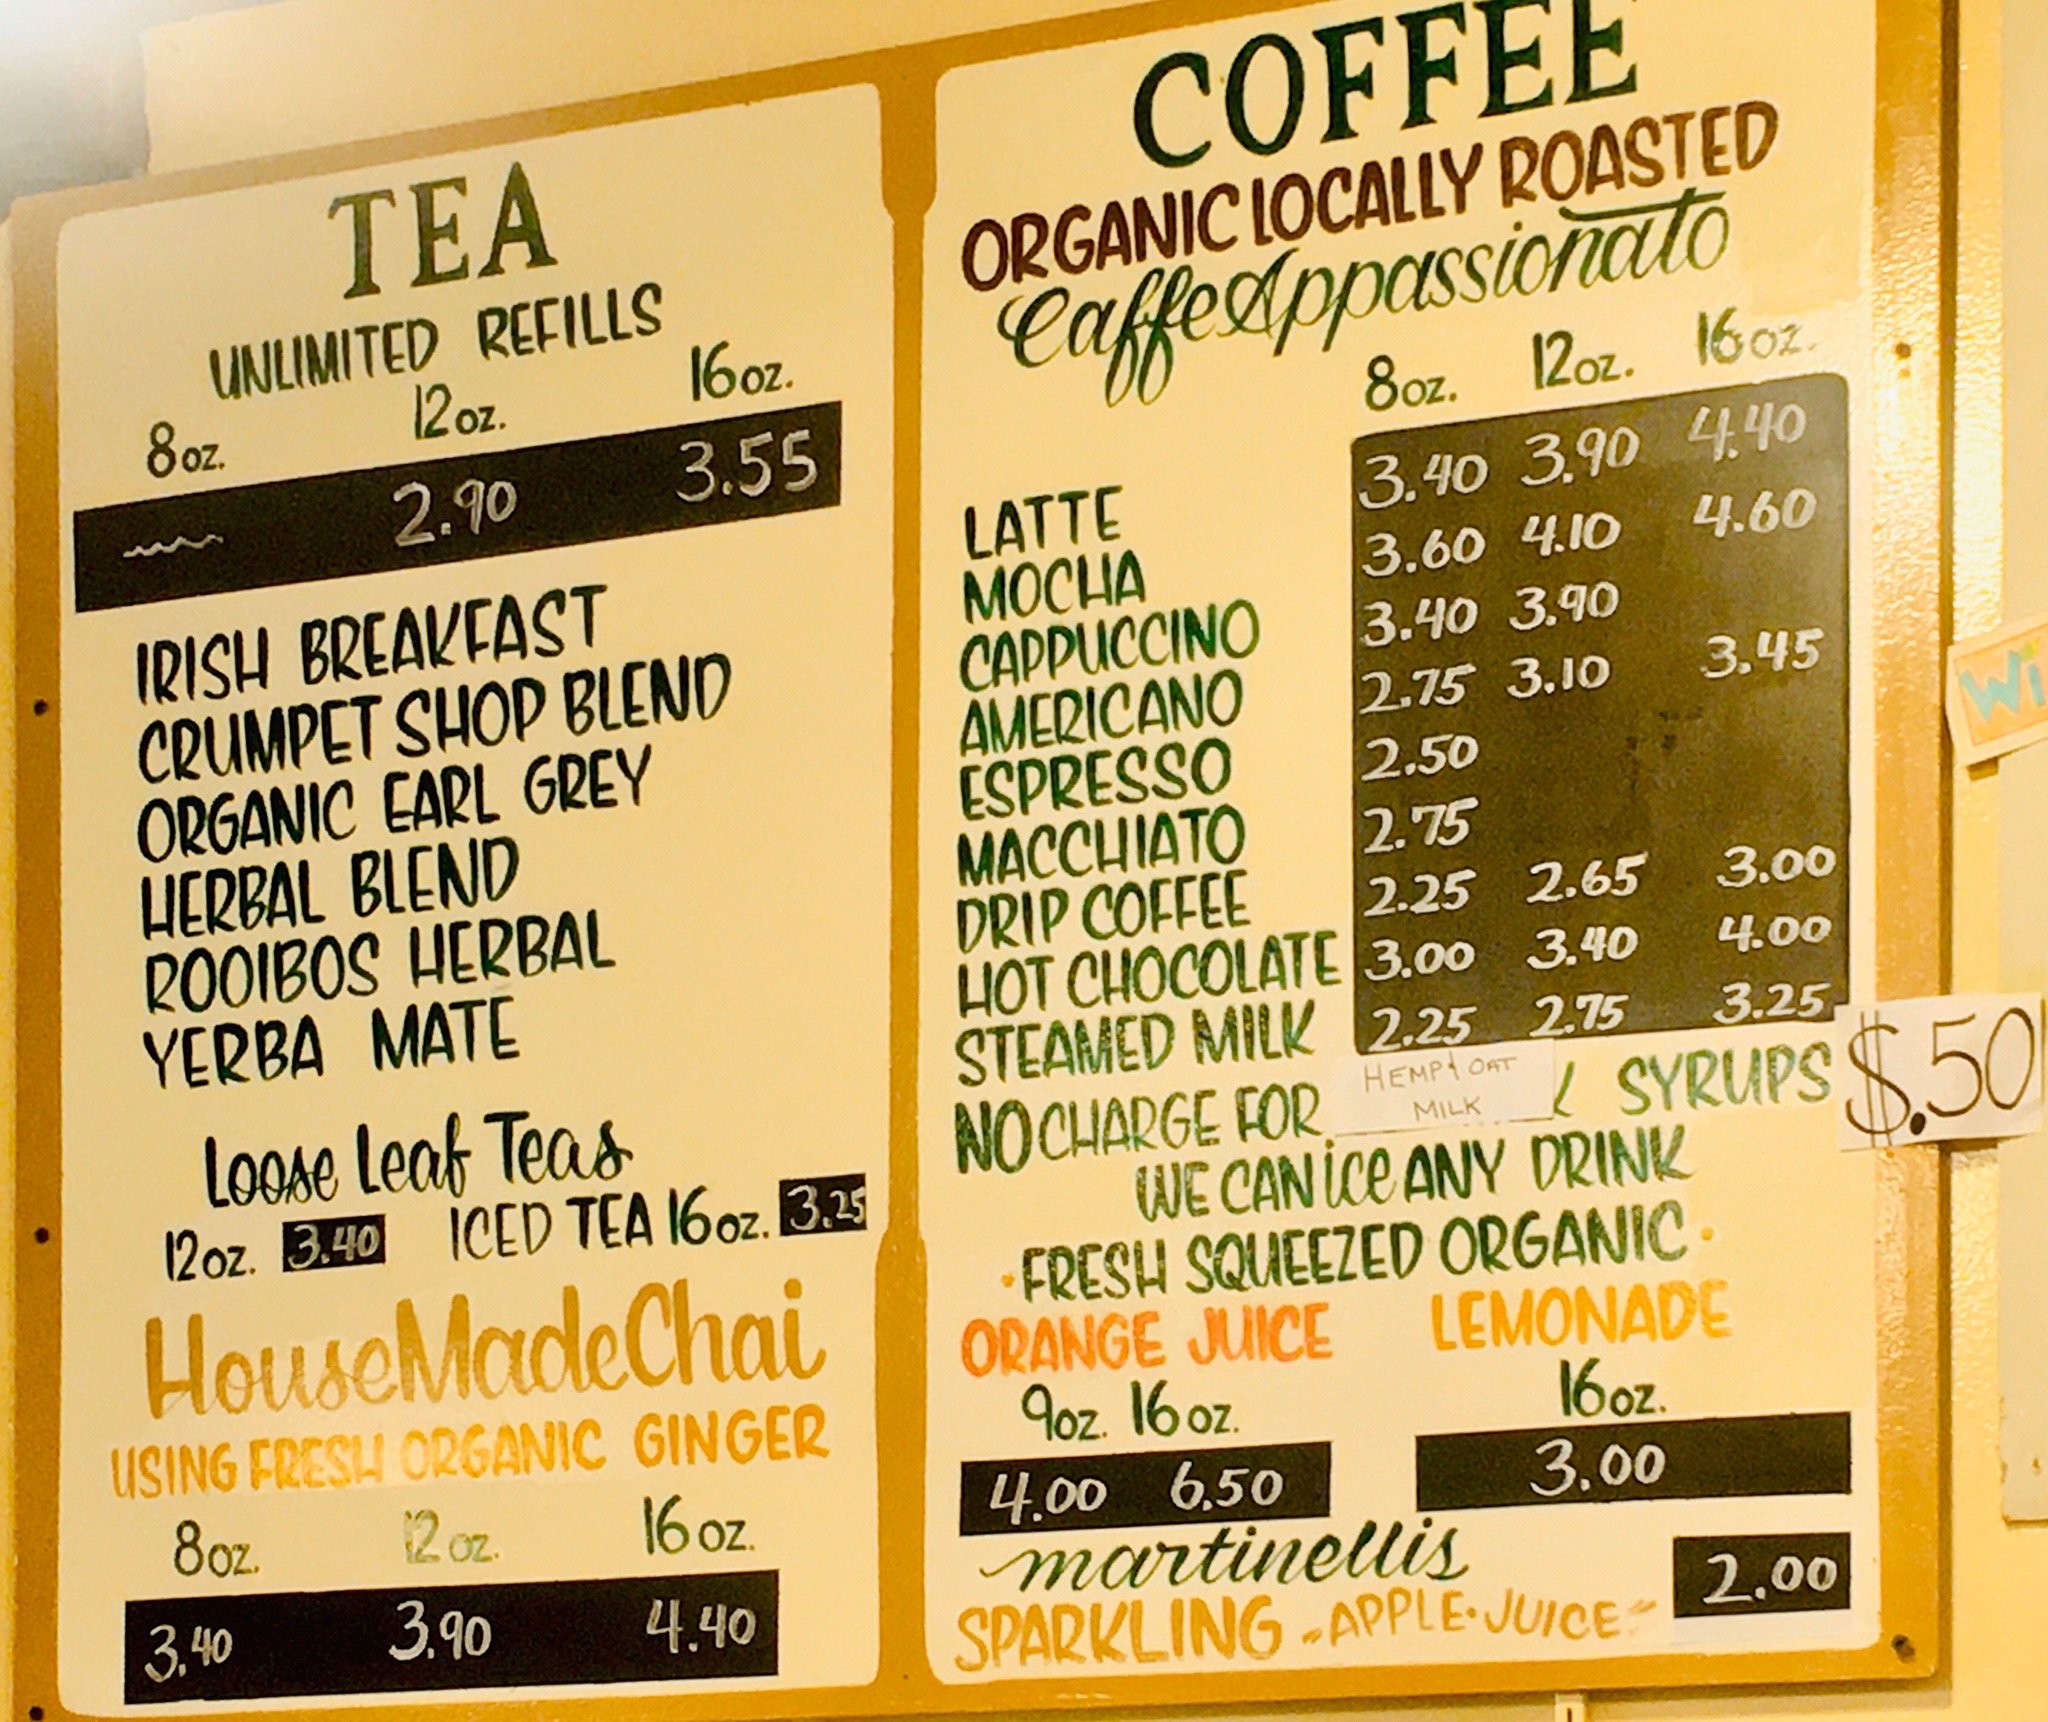 TEA
UNLIMITED REFILLS
8oz. 12oz. 16oz.
2.90 3.55
IRISH BREAKFAST
CRUMPET SHOP BLEND
ORGANIC EARL GREY
HERBAL BLEND
ROOIBOS HERBAL
YERBA MATE
Loose Leaf Teas
12oz. 3.40 ICED TEA 16oz. 3.25
HouseMadeChai
USING FRESH ORGANIC GINGER
8oz. 12oz. 16oz.
3.40 3.90 4.40
COFFEE
ORGANIC LOCALLY ROASTED
Caffe Appassionato
8oz. 12oz. 16oz.
LATTE 3.40 3.90 4.40
MOCHA 3.60 4.10 4.60
CAPPUCCINO 3.40 3.90
AMERICANO 2.75 3.10 3.45
ESPRESSO 2.50
MACCHIATO 2.75
DRIP COFFEE 2.25 2.65 3.00
HOT CHOCOLATE 3.00 3.40 4.00
STEAMED MILK 2.25 2.75 3.25
NO CHARGE FOR HEMP & OAT MILK SYRUPS $.50
WE CAN iCe ANY DRINK
FRESH SQUEEZED ORGANIC
ORANGE JUICE LEMONADE
9oz. 16oz. 16oz.
4.00 6.50 3.00
martinellis
SPARKLING APPLE·JUICE 2.00
Wi